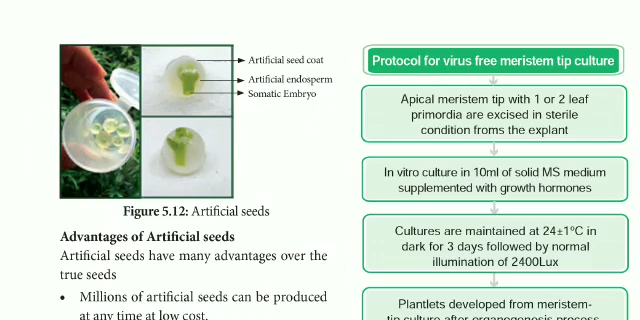 Artificial seed coat
Artificial endosperm
Somatic Embryo
Figure 5.12: Artificial seeds
Advantages of Artificial seeds
Artificial seeds have many advantages over the
true seeds
• Millions of artificial seeds can be produced
at any time at low cost.
Protocol for virus free meristem tip culture
Apical meristem tip with 1 or 2 leaf
primordia are excised in sterile
condition froms the explant
In vitro culture in 10ml of solid MS medium
supplemented with growth hormones
Cultures are maintained at 24±1°C in
dark for 3 days followed by normal
illumination of 2400Lux
Plantlets developed from meristem-
tip culture after organogenesis process